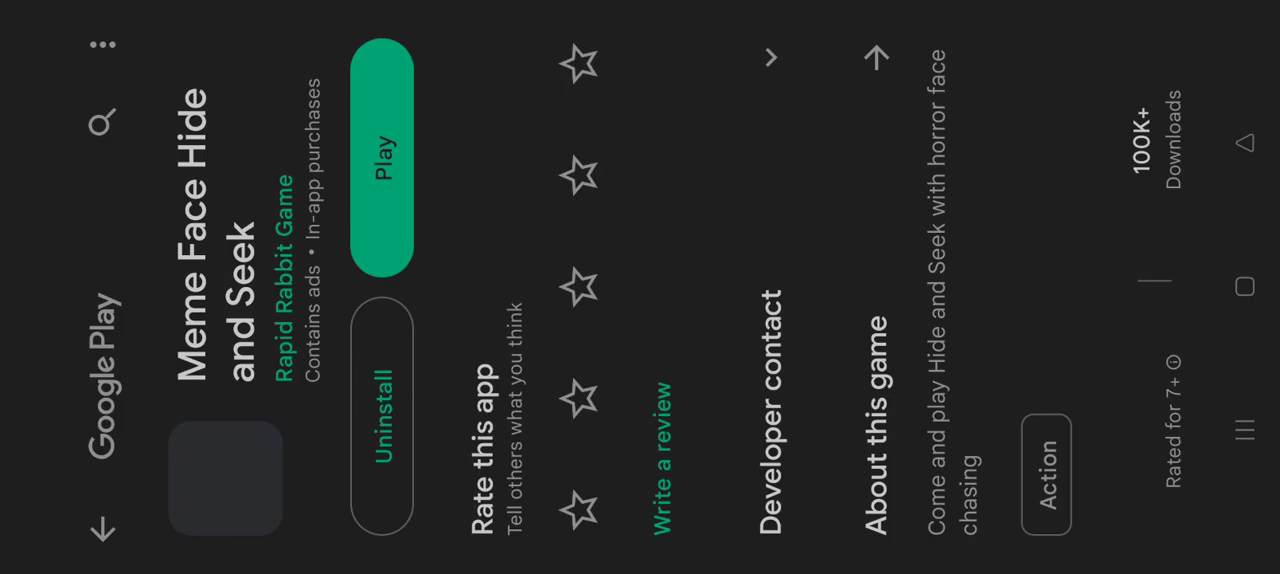 Google Play
Meme Face Hide
and Seek
Rapid Rabbit Game
Contains ads • In-app purchases
Uninstall
Play
Rate this app
Tell others what you think
Write a review
Developer contact
About this game
Come and play Hide and Seek with horror face
chasing
Action
Rated for 7+
100K+
Downloads